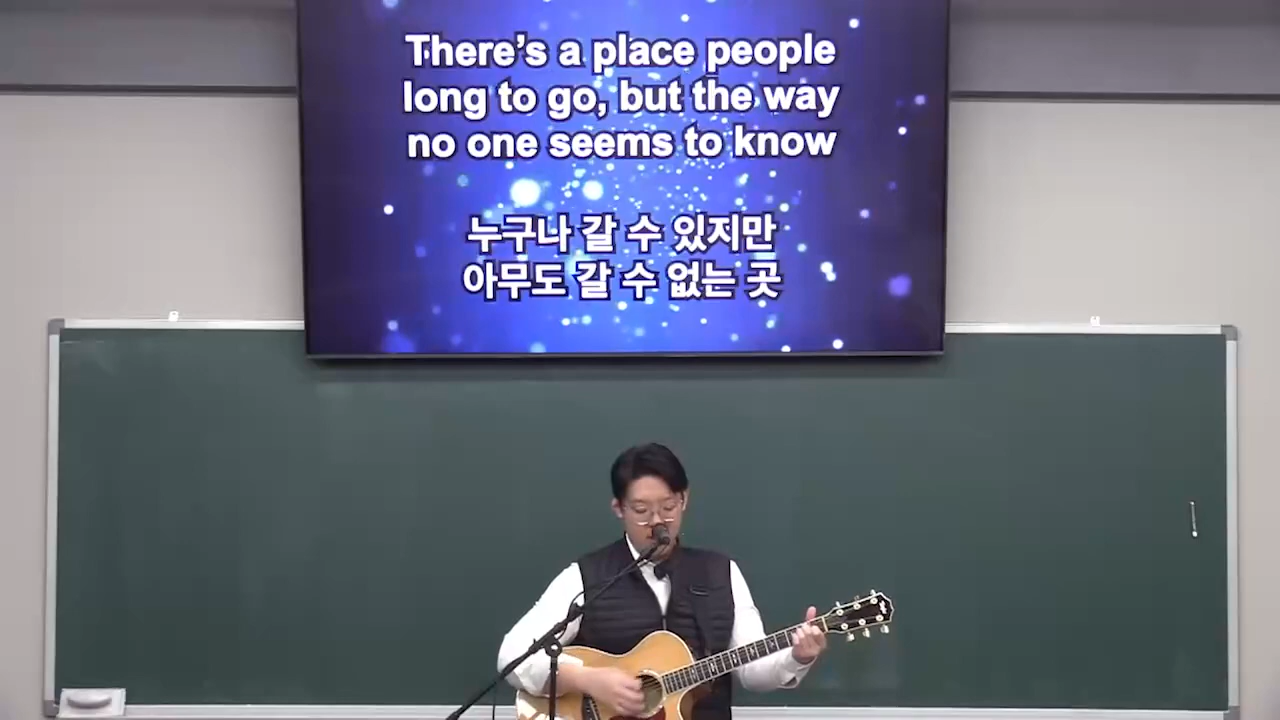 There's a place people
long to go, but the way
no one seems to know
누구나 갈 수 있지만
아무도 갈 수 없는 곳